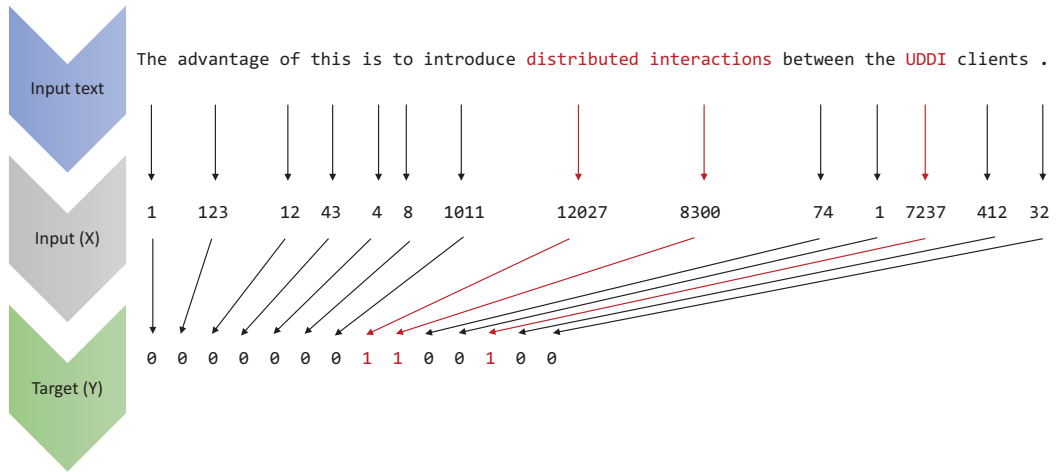 The advantage of this is to introduce distributed interactions between the UDDI clients .
Input text
1 123 12 43 4 8 1011 12027 8300 74 1 7237 412 32
Input (X)
0 0 0 0 0 0 0 1 1 0 0 1 0 0
Target (Y)